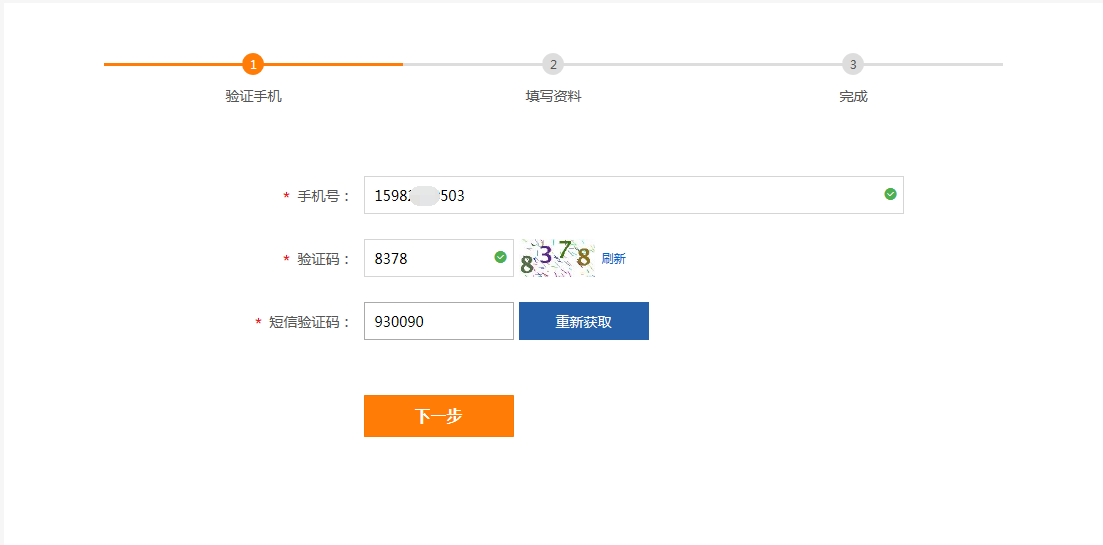 1 2 3
验证手机 填写资料 完成
* 手机号： 15982 503
* 验证码： 8378 8378 刷新
* 短信验证码： 930090 重新获取
下一步